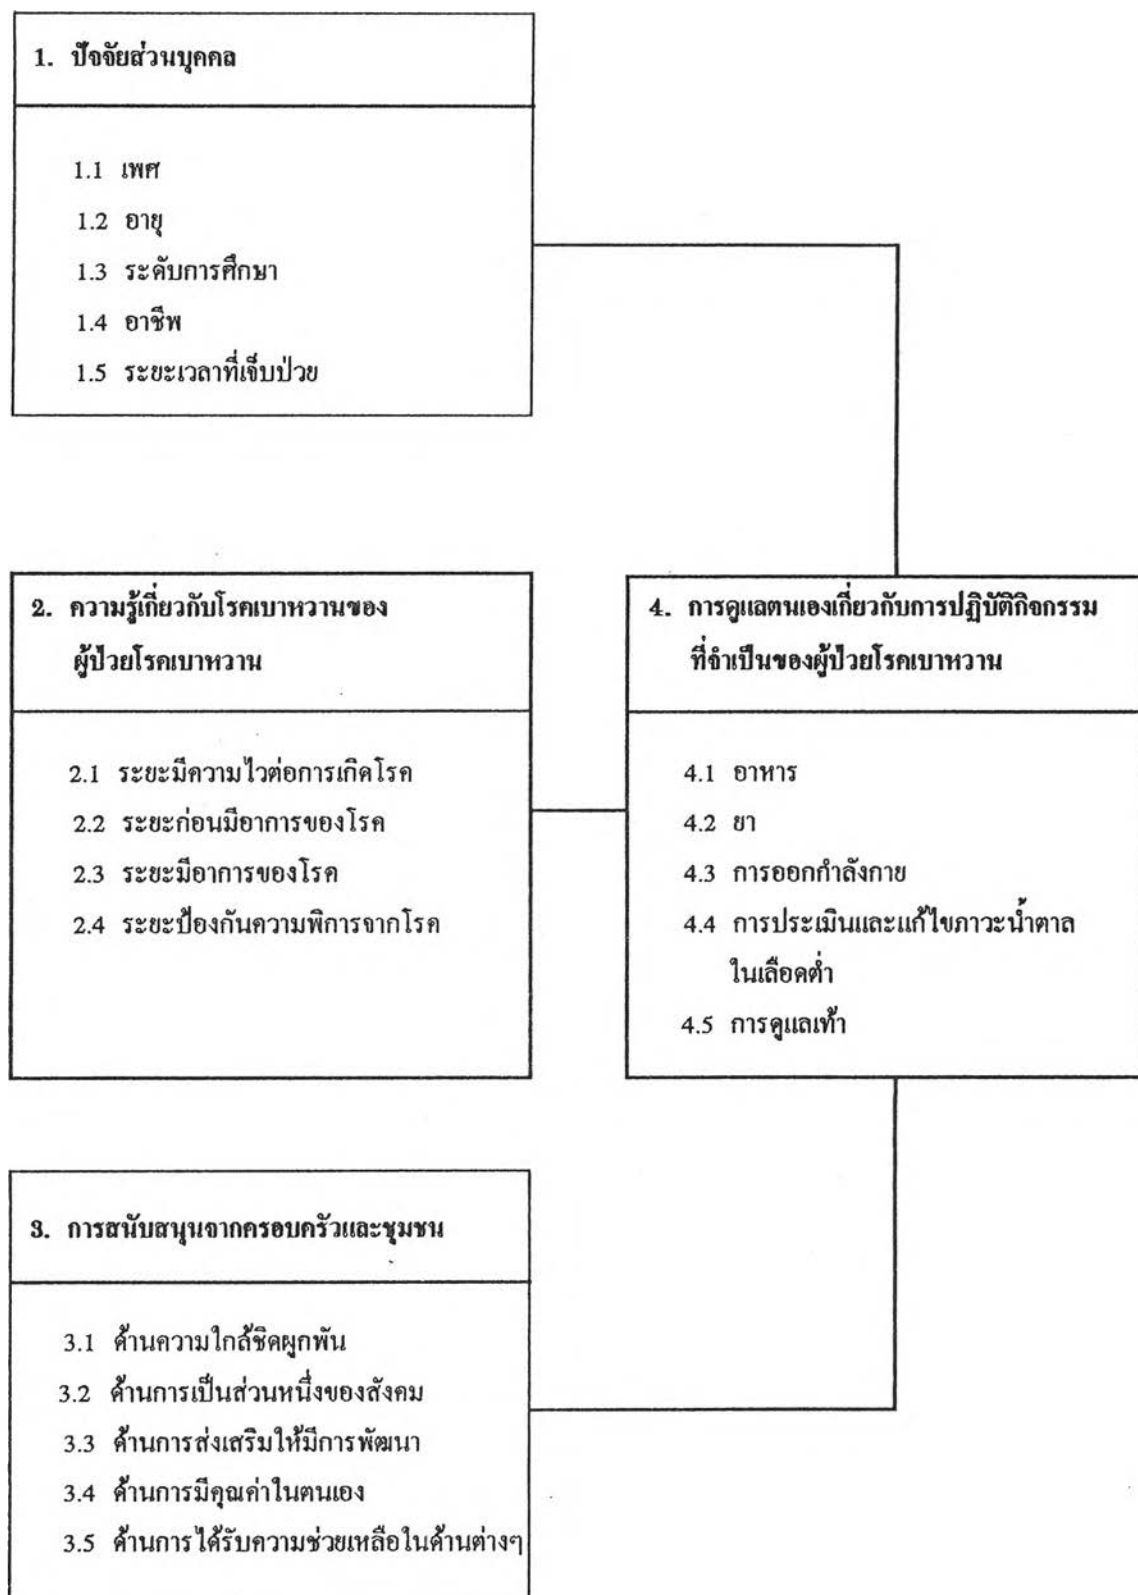 1. ปัจจัยส่วนบุคคล
1.1 เพศ
1.2 อายุ
1.3 ระดับการศึกษา
1.4 อาชีพ
1.5 ระยะเวลาที่เจ็บป่วย
2. ความรู้เกี่ยวกับโรคเบาหวานของ
ผู้ป่วยโรคเบาหวาน
2.1 ระยะมีความไวต่อการเกิดโรค
2.2 ระยะก่อนมีอาการของโรค
2.3 ระยะมีอาการของโรค
2.4 ระยะป้องกันความพิการจากโรค
4. การดูแลตนเองเกี่ยวกับการปฏิบัติกิจกรรม
ที่จำเป็นของผู้ป่วยโรคเบาหวาน
4.1 อาหาร
4.2 ยา
4.3 การออกกำลังกาย
4.4 การประเมินและแก้ไขภาวะน้ำตาล
ในเลือดต่ำ
4.5 การดูแลเท้า
3. การสนับสนุนจากครอบครัวและชุมชน
3.1 ด้านความใกล้ชิดผูกพัน
3.2 ด้านการเป็นส่วนหนึ่งของสังคม
3.3 ด้านการส่งเสริมให้มีการพัฒนา
3.4 ด้านการมีคุณค่าในตนเอง
3.5 ด้านการได้รับความช่วยเหลือในด้านต่างๆ